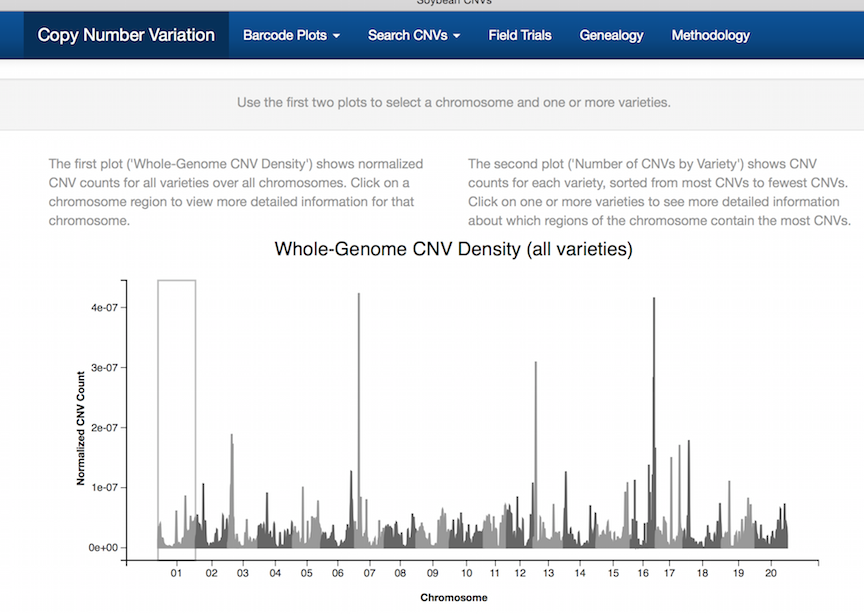 Soybean CNVs
Copy Number Variation Barcode Plots Search CNVs Field Trials Genealogy Methodology
Use the first two plots to select a chromosome and one or more varieties.
The first plot ('Whole-Genome CNV Density') shows normalized
CNV counts for all varieties over all chromosomes. Click on a
chromosome region to view more detailed information for that
chromosome.
The second plot ('Number of CNVs by Variety') shows CNV
counts for each variety, sorted from most CNVs to fewest CNVs.
Click on one or more varieties to see more detailed information
about which regions of the chromosome contain the most CNVs.
Whole-Genome CNV Density (all varieties)
Normalized CNV Count
4e-07
3e-07
2e-07
1e-07
0e+00
01 02 03 04 05 06 07 08 09 10 11 12 13 14 15 16 17 18 19 20
Chromosome